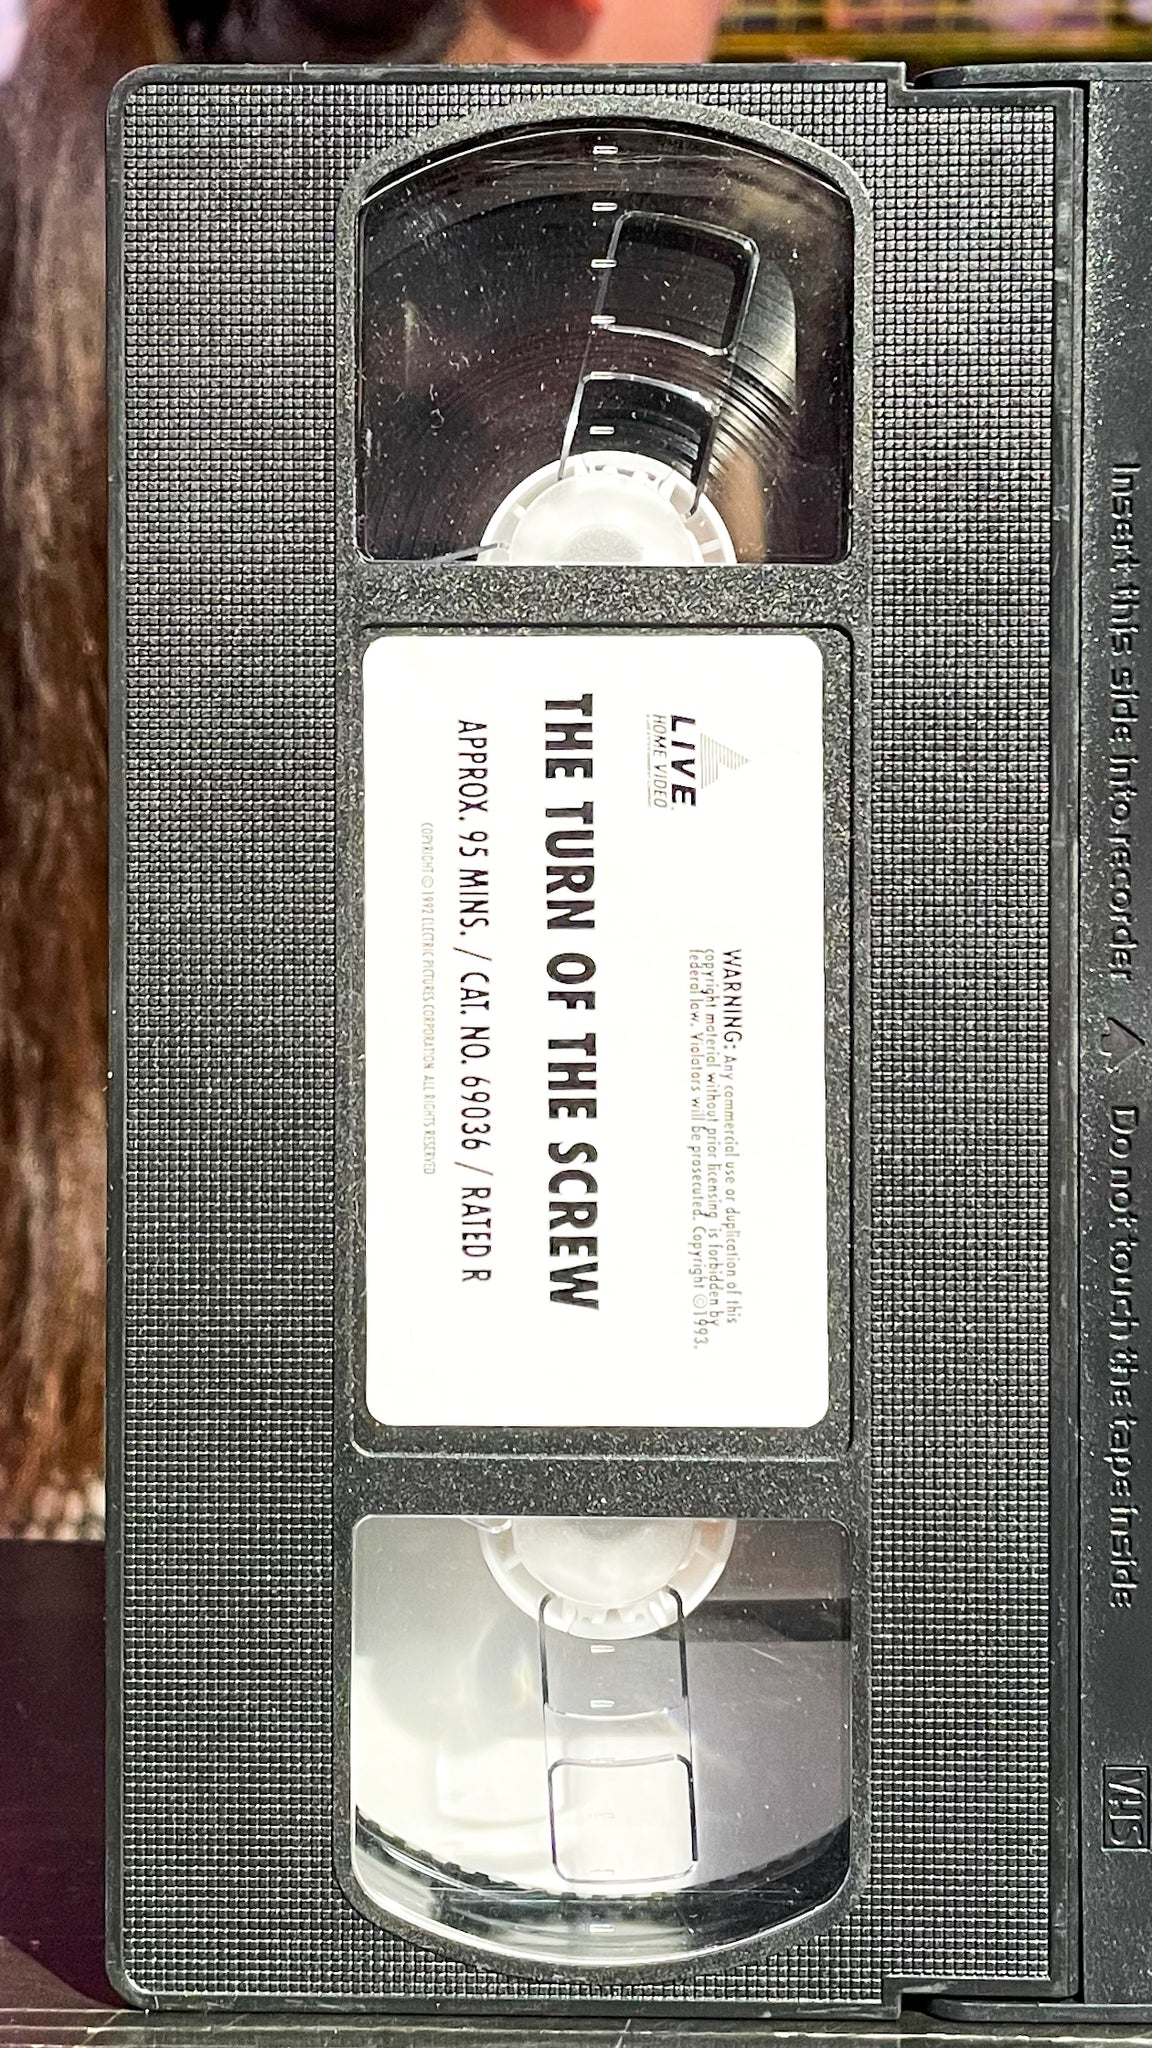 Insert this side into recorder
Do not touch the tape inside
VHS
LIVE
HOME VIDEO
WARNING: Any commercial use or duplication of this
copyright material without prior licensing is forbidden by
federal law. Violators will be prosecuted. Copyright ©1993.
THE TURN OF THE SCREW
APPROX. 95 MINS. / CAT. NO. 69036 / RATED R
COPYRIGHT © 1992 ELECTRIC PICTURES CORPORATION. ALL RIGHTS RESERVED